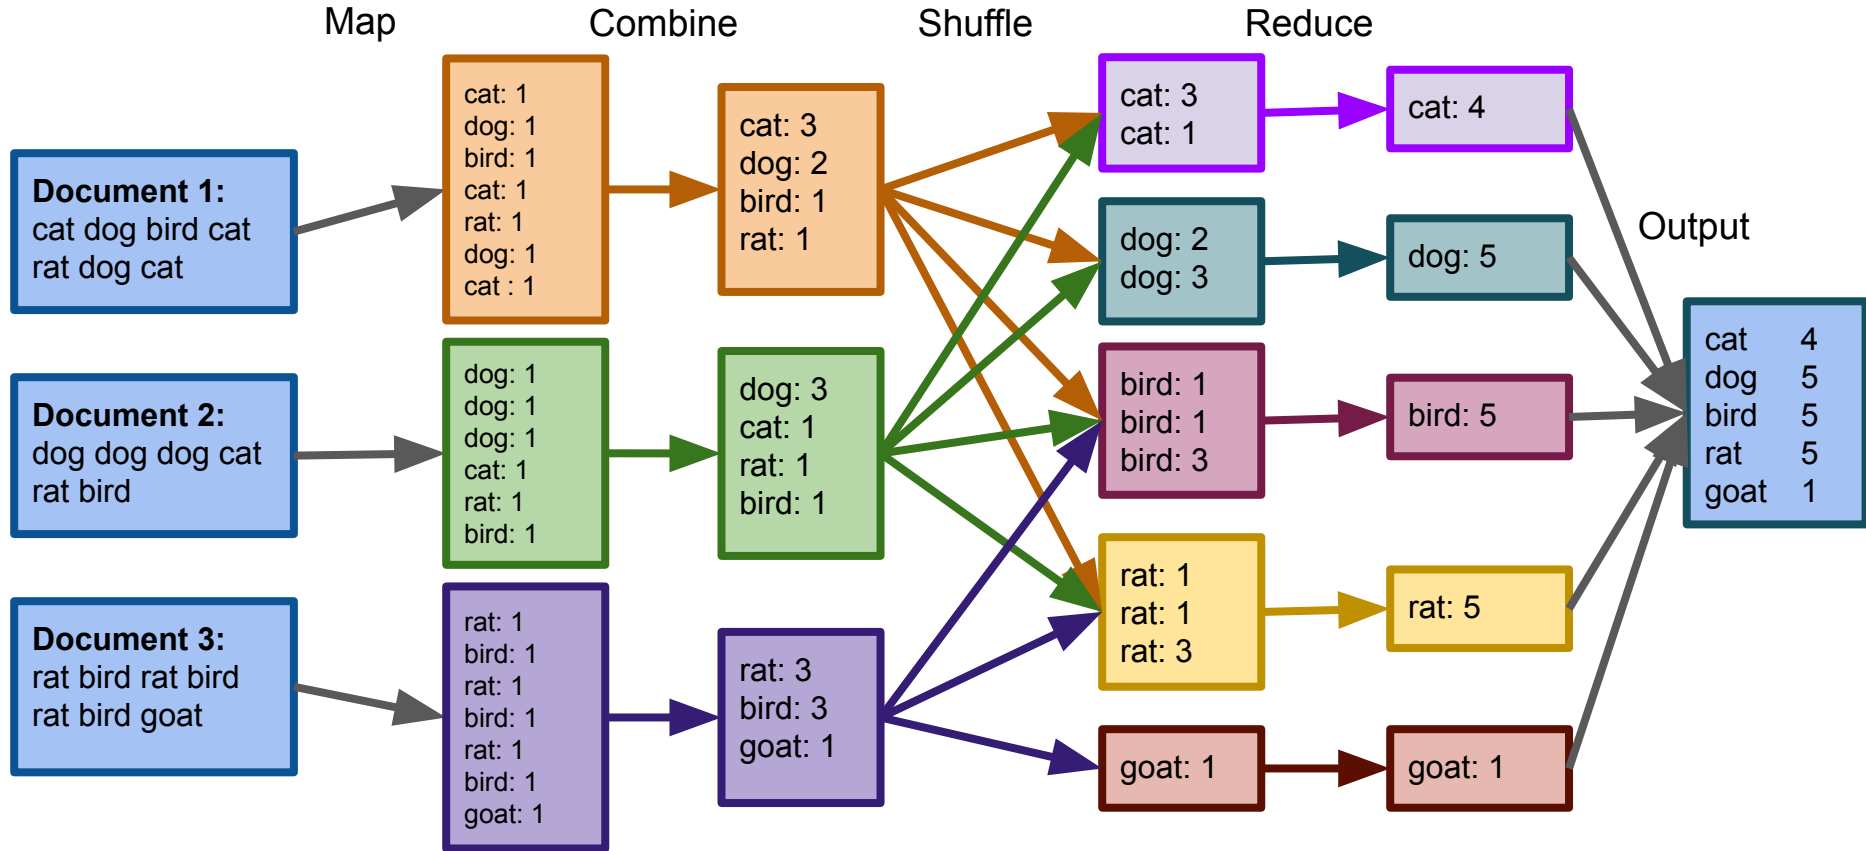 Map
Combine
Shuffle
Reduce
Document 1:
cat dog bird cat
rat dog cat
Document 2:
dog dog dog cat
rat bird
Document 3:
rat bird rat bird
rat bird goat
cat: 1
dog: 1
bird: 1
cat: 1
rat: 1
dog: 1
cat : 1
dog: 1
dog: 1
dog: 1
cat: 1
rat: 1
bird: 1
rat: 1
bird: 1
rat: 1
bird: 1
rat: 1
bird: 1
goat: 1
cat: 3
dog: 2
bird: 1
rat: 1
dog: 3
cat: 1
rat: 1
bird: 1
rat: 3
bird: 3
goat: 1
cat: 3
cat: 1
dog: 2
dog: 3
bird: 1
bird: 1
bird: 3
rat: 1
rat: 1
rat: 3
goat: 1
cat: 4
dog: 5
bird: 5
rat: 5
goat: 1
Output
cat 4
dog 5
bird 5
rat 5
goat 1